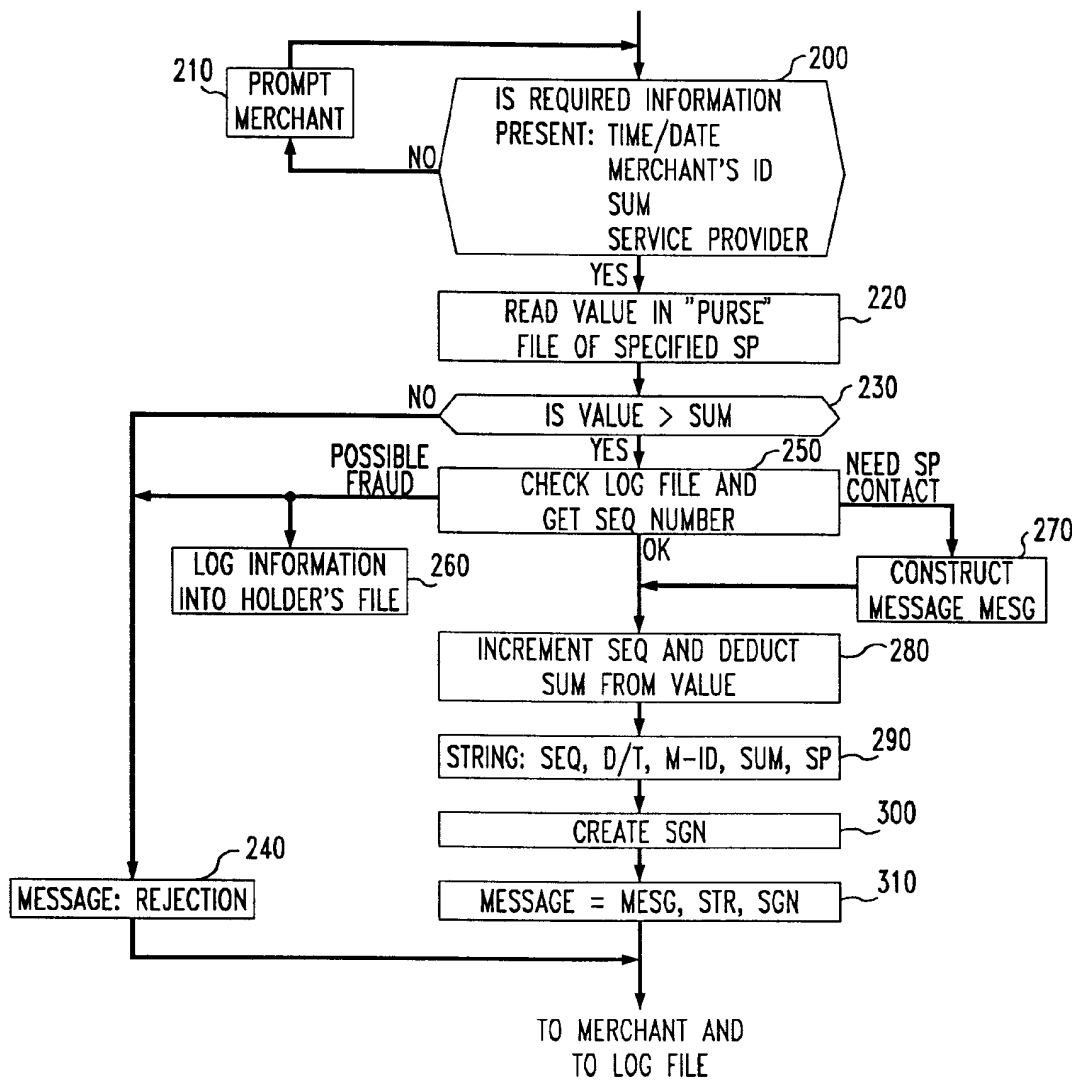 200
210
PROMPT
MERCHANT
IS REQUIRED INFORMATION
PRESENT: TIME/DATE
MERCHANT'S ID
SUM
SERVICE PROVIDER
NO
YES
220
READ VALUE IN "PURSE"
FILE OF SPECIFIED SP
230
NO
IS VALUE > SUM
YES
250
POSSIBLE
FRAUD
CHECK LOG FILE AND
GET SEQ NUMBER
NEED SP
CONTACT
OK
270
LOG INFORMATION
INTO HOLDER'S FILE
260
CONSTRUCT
MESSAGE MESG
INCREMENT SEQ AND DEDUCT
SUM FROM VALUE
280
STRING: SEQ, D/T, M-ID, SUM, SP
290
CREATE SGN
300
240
MESSAGE: REJECTION
MESSAGE = MESG, STR, SGN
310
TO MERCHANT AND
TO LOG FILE